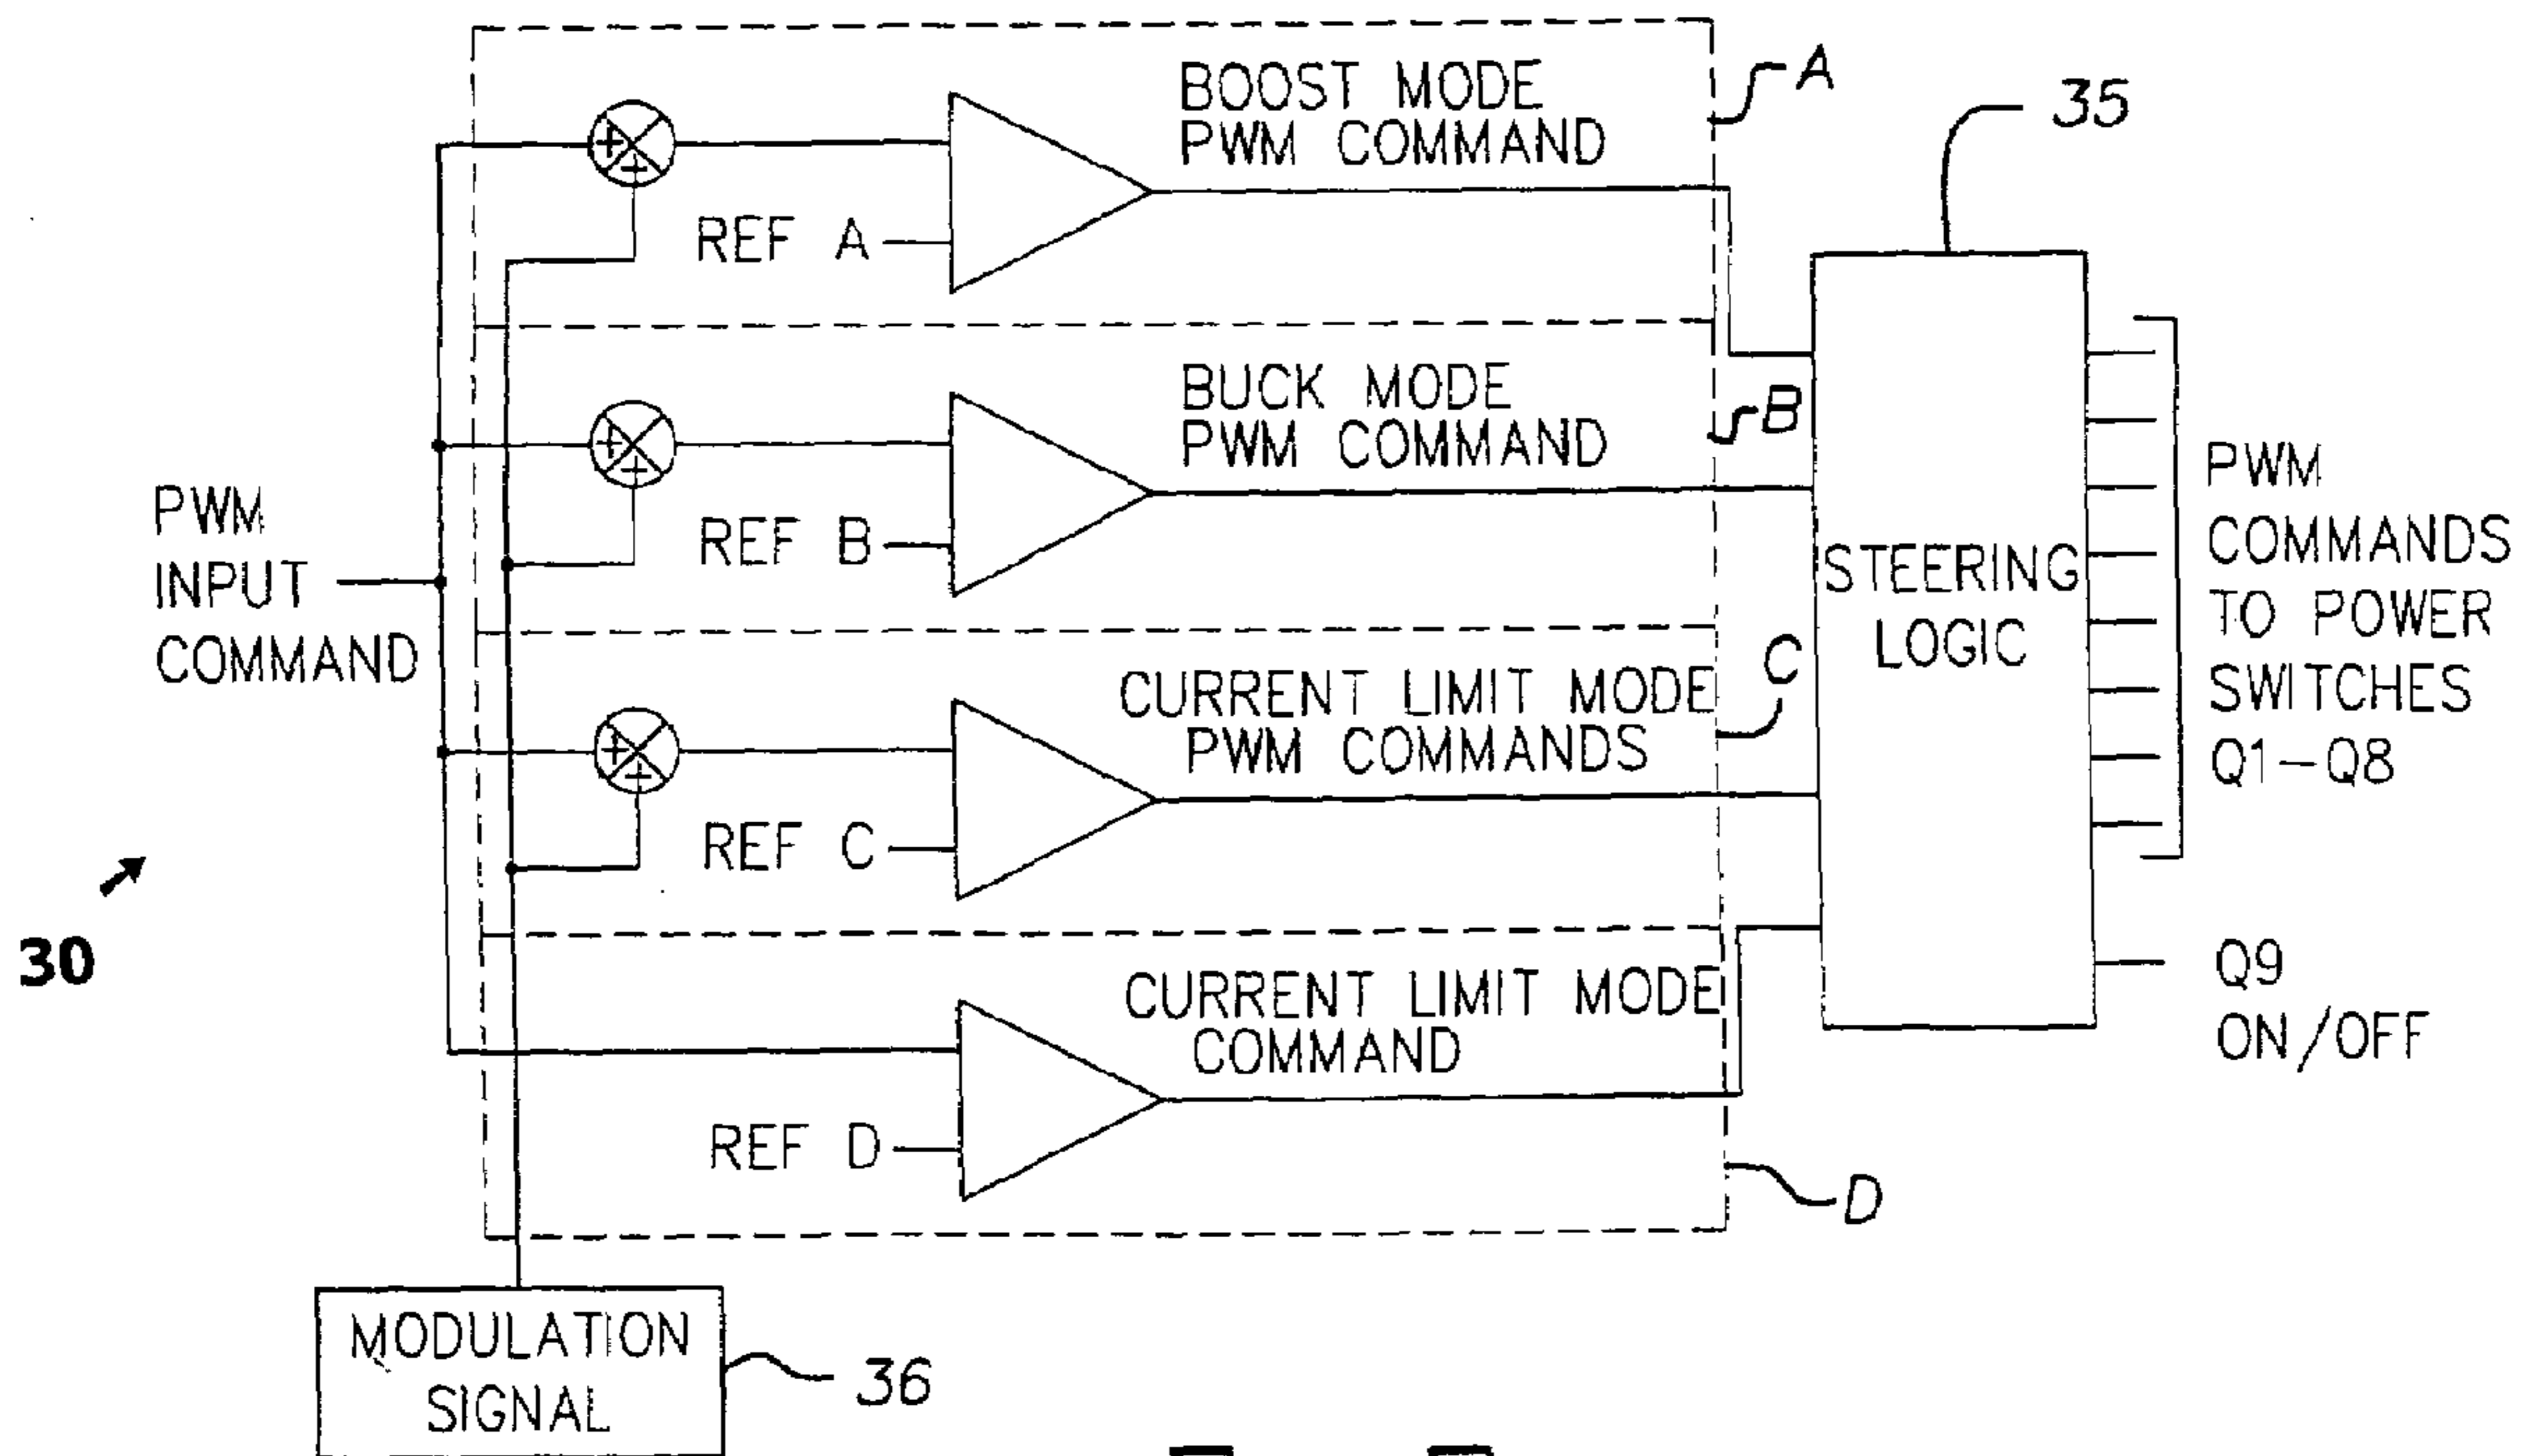 BOOST MODE
PWM COMMAND
A
35
REF A
BUCK MODE
PWM COMMAND
B
REF B
PWM
INPUT
COMMAND
STEERING
LOGIC
PWM
COMMANDS
TO POWER
SWITCHES
Q1-Q8
CURRENT LIMIT MODE
PWM COMMANDS
C
REF C
30
CURRENT LIMIT MODE
COMMAND
Q9
ON/OFF
REF D
D
MODULATION
SIGNAL
36